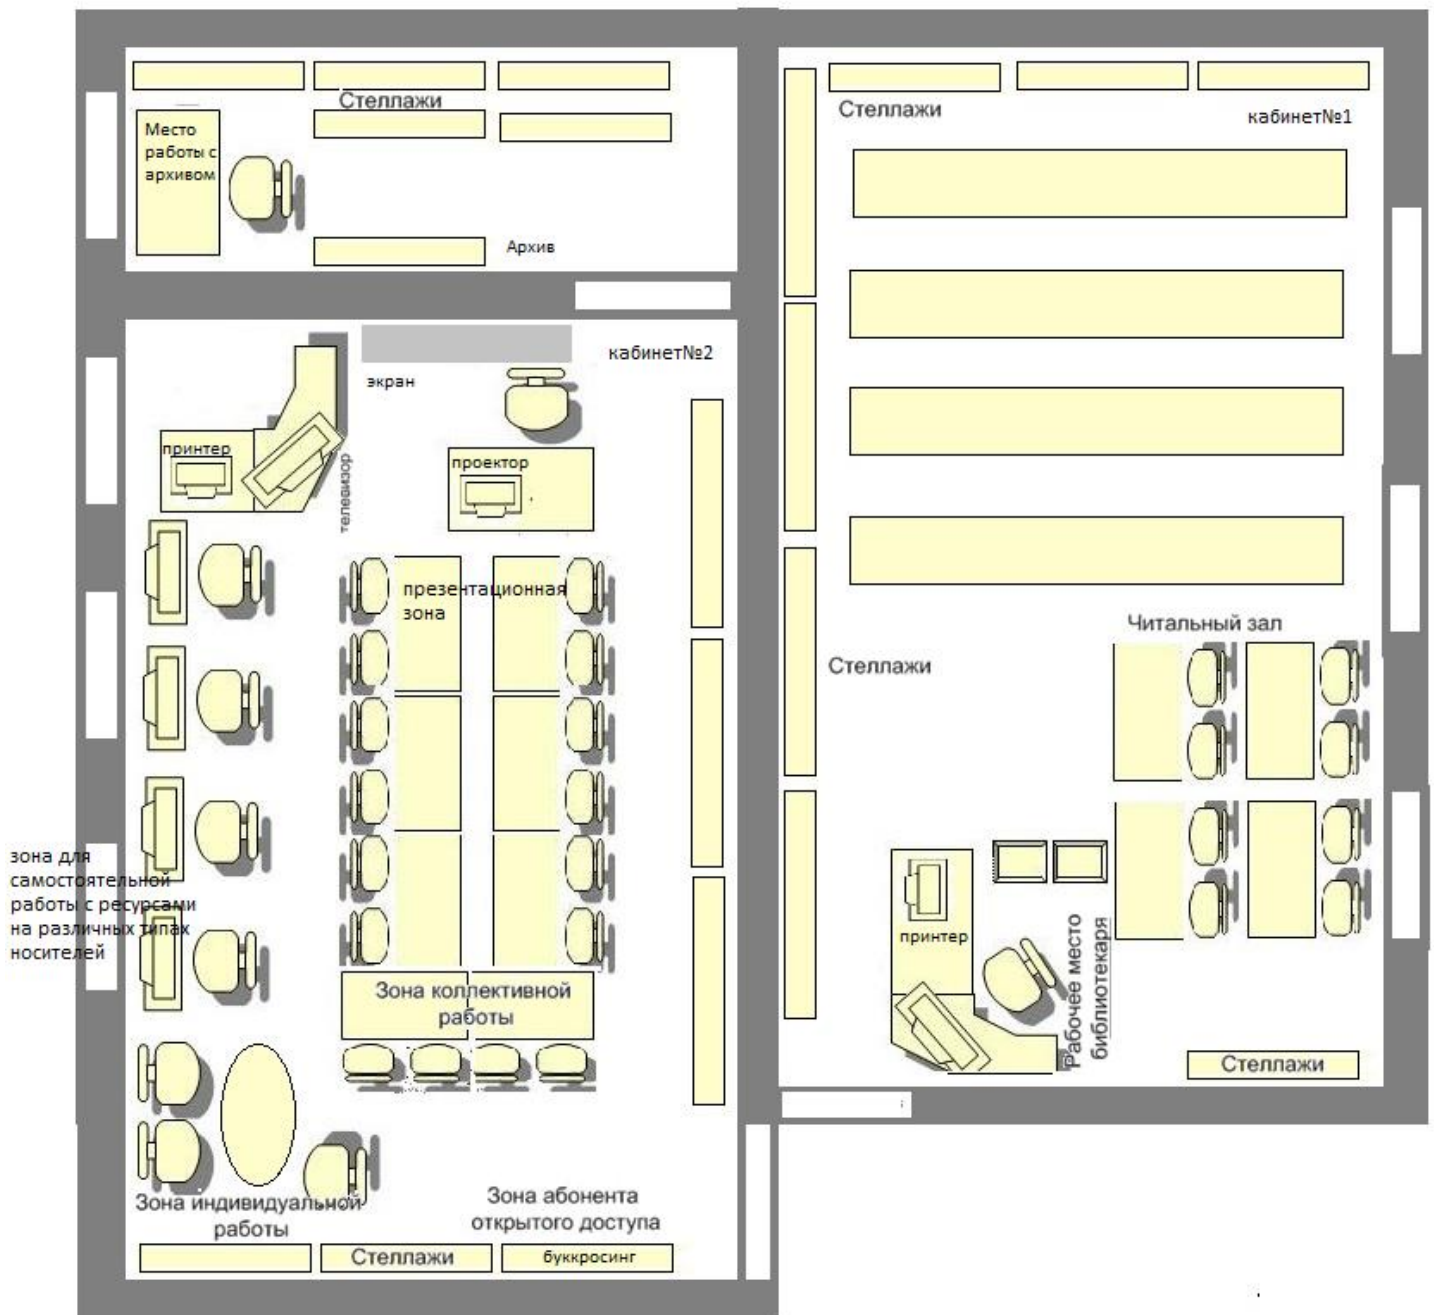 Стеллажи
Место
работы с
архивом
Архив
Стеллажи
кабинет№1
кабинет№2
экран
принтер
телевизор
проектор
презентационная
зона
Стеллажи
Читальный зал
зона для
самостоятельной
работы с ресурсами
на различных типах
носителей
Зона коллективной
работы
принтер
Рабочее место
библиотекаря
Стеллажи
Зона индивидуальной
работы
Зона абонента
открытого доступа
Стеллажи
буккросинг